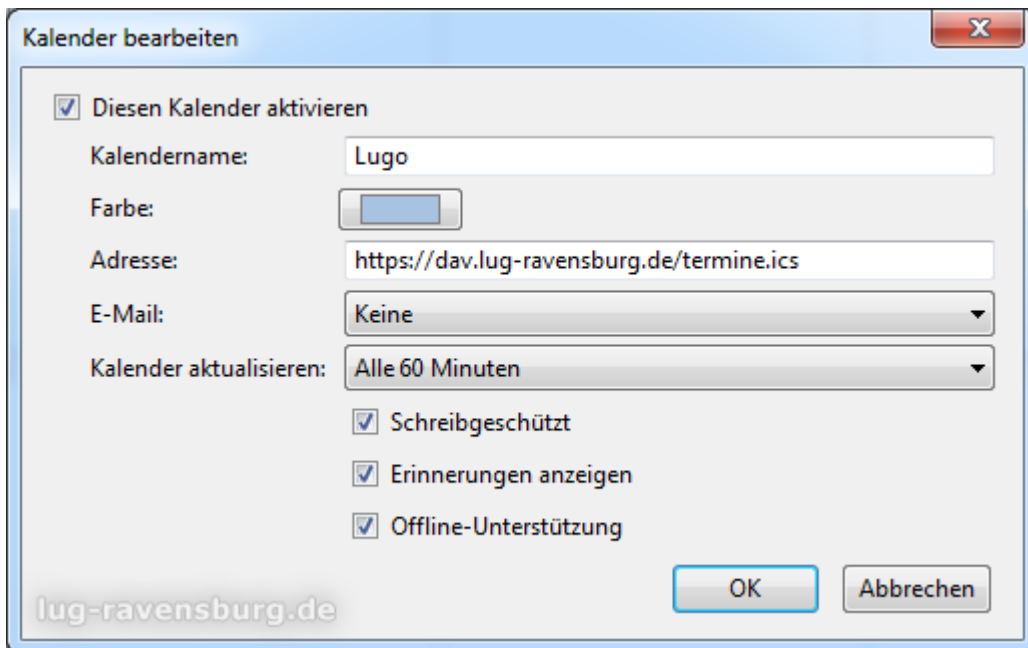 Kalender bearbeiten
Diesen Kalender aktivieren
Kalendername: Lugo
Farbe:
Adresse: https://dav.lug-ravensburg.de/termine.ics
E-Mail: Keine
Kalender aktualisieren: Alle 60 Minuten
Schreibgeschützt
Erinnerungen anzeigen
Offline-Unterstützung
OK Abbrechen
lug-ravensburg.de